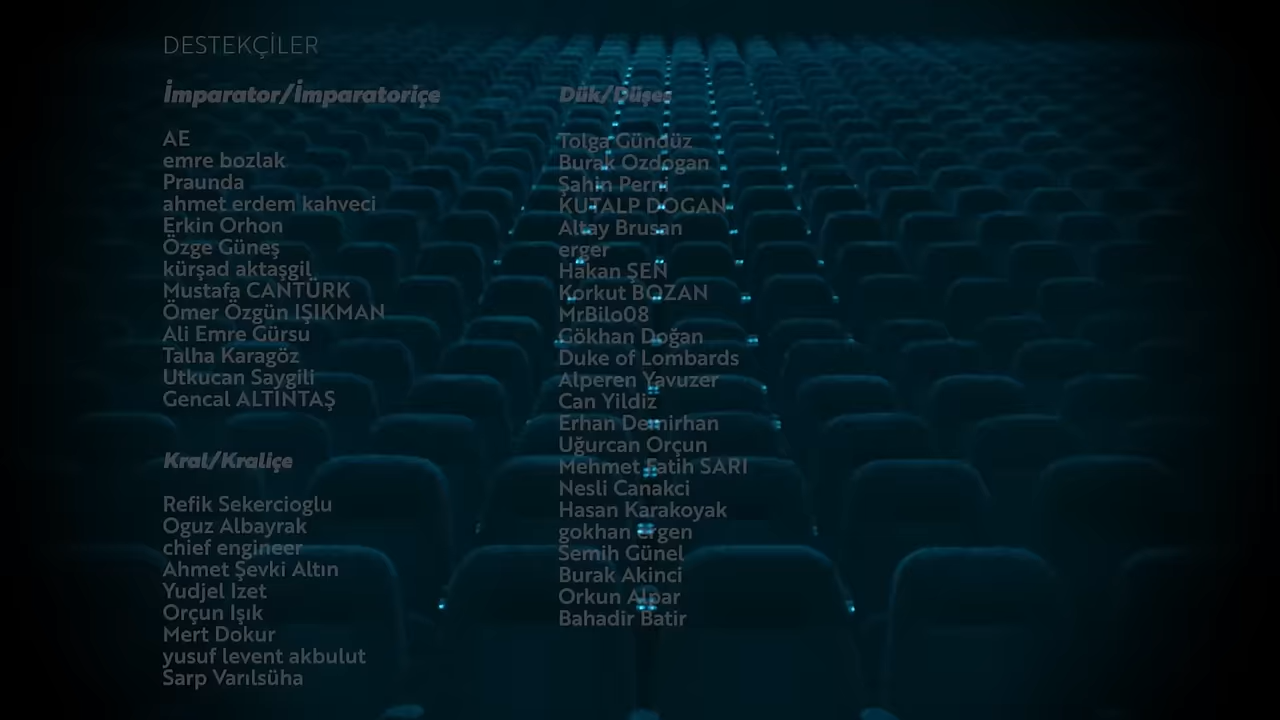 DESTEKÇİLER
İmparator/İmparatoriçe
AE
emre bozlak
Praunda
ahmet erdem kahveci
Erkin Orhon
Özge Güneş
kürşad aktaşgil
Mustafa CANTÜRK
Ömer Özgün IŞIKMAN
Ali Emre Gürsu
Talha Karagöz
Utkucan Saygili
Gencal ALTINTAŞ
Kral/Kraliçe
Refik Sekercioglu
Oguz Albayrak
chief engineer
Ahmet Şevki Altın
Yudjel Izet
Orçun Işık
Mert Dokur
yusuf levent akbulut
Sarp Varılsüha
Dük/Düşes
Tolga Gündüz
Burak Ozdogan
Şahin Perni
KUTALP DOGAN
Altay Brusan
erger
Hakan ŞEN
Korkut BOZAN
MrBilo08
Gökhan Doğan
Duke of Lombards
Alperen Yavuzer
Can Yildiz
Erhan Demirhan
Uğurcan Orçun
Mehmet Fatih SARI
Nesli Canakci
Hasan Karakoyak
gokhan ergen
Semih Günel
Burak Akinci
Orkun Alpar
Bahadir Batir